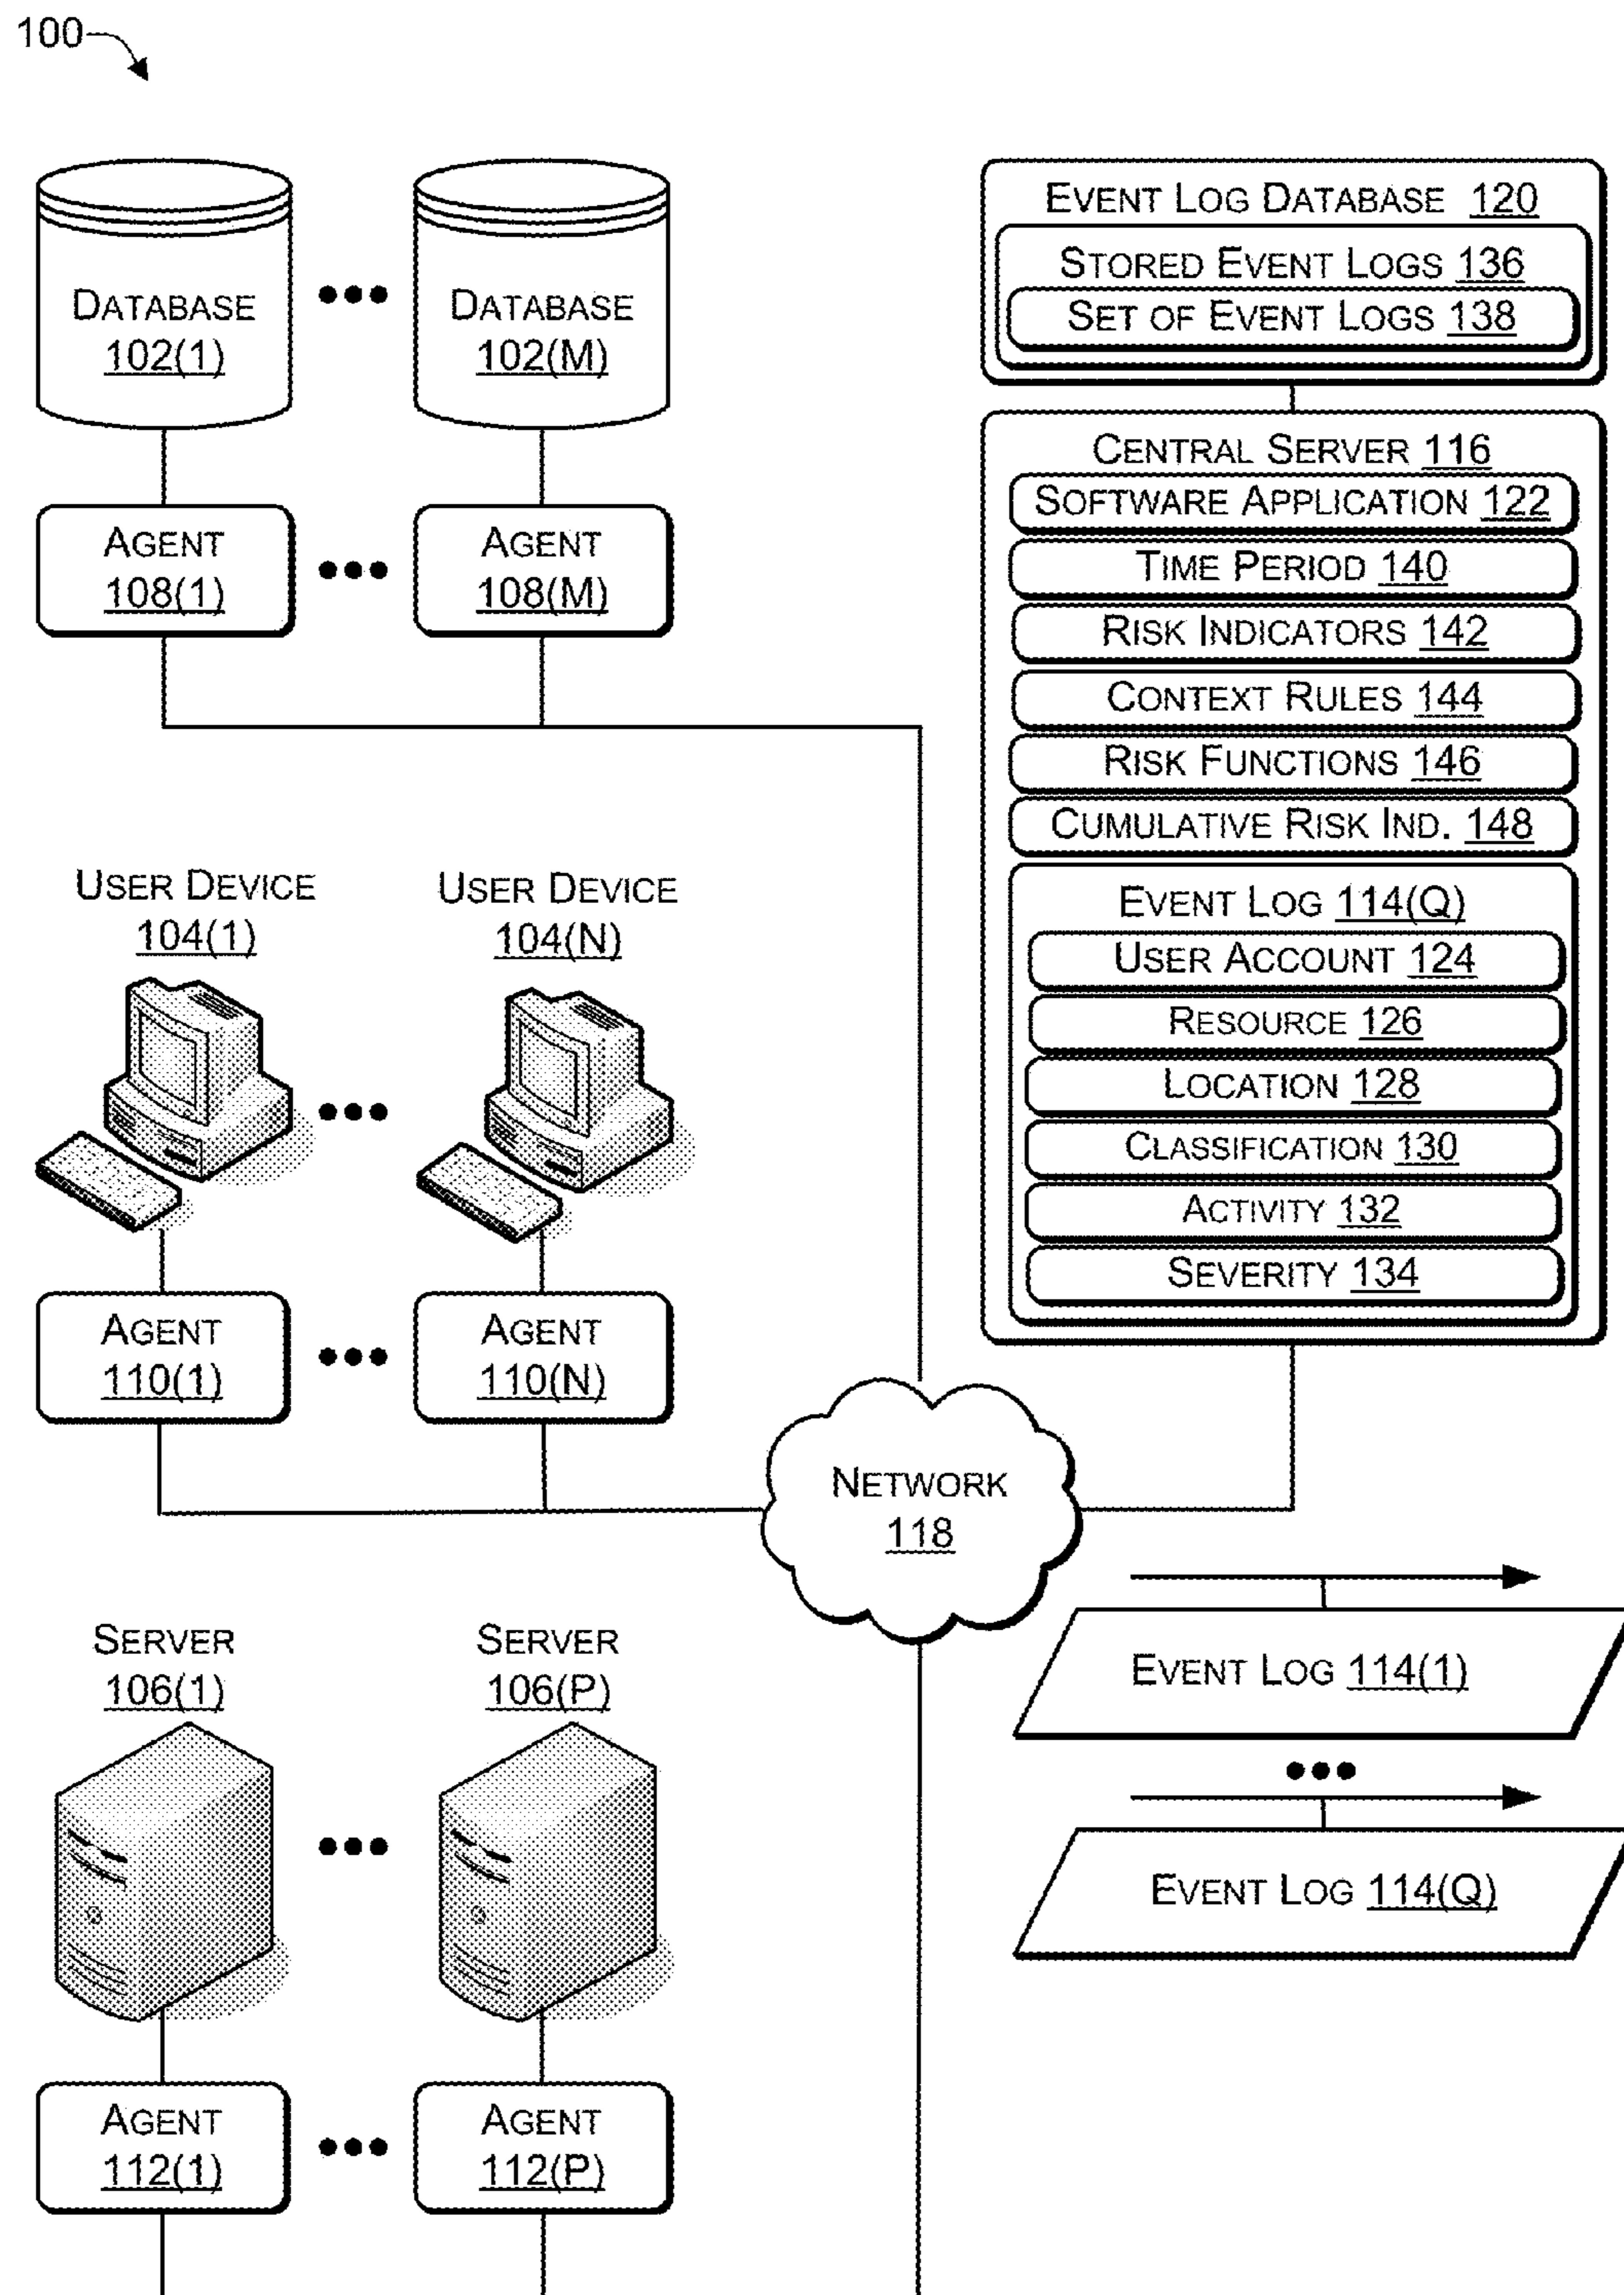 100
DATABASE
102(1)
DATABASE
102(M)
AGENT
108(1)
AGENT
108(M)
USER DEVICE
104(1)
USER DEVICE
104(N)
AGENT
110(1)
AGENT
110(N)
SERVER
106(1)
SERVER
106(P)
AGENT
112(1)
AGENT
112(P)
NETWORK
118
EVENT LOG DATABASE 120
STORED EVENT LOGS 136
SET OF EVENT LOGS 138
CENTRAL SERVER 116
SOFTWARE APPLICATION 122
TIME PERIOD 140
RISK INDICATORS 142
CONTEXT RULES 144
RISK FUNCTIONS 146
CUMULATIVE RISK IND. 148
EVENT LOG 114(Q)
USER ACCOUNT 124
RESOURCE 126
LOCATION 128
CLASSIFICATION 130
ACTIVITY 132
SEVERITY 134
EVENT LOG 114(1)
EVENT LOG 114(Q)